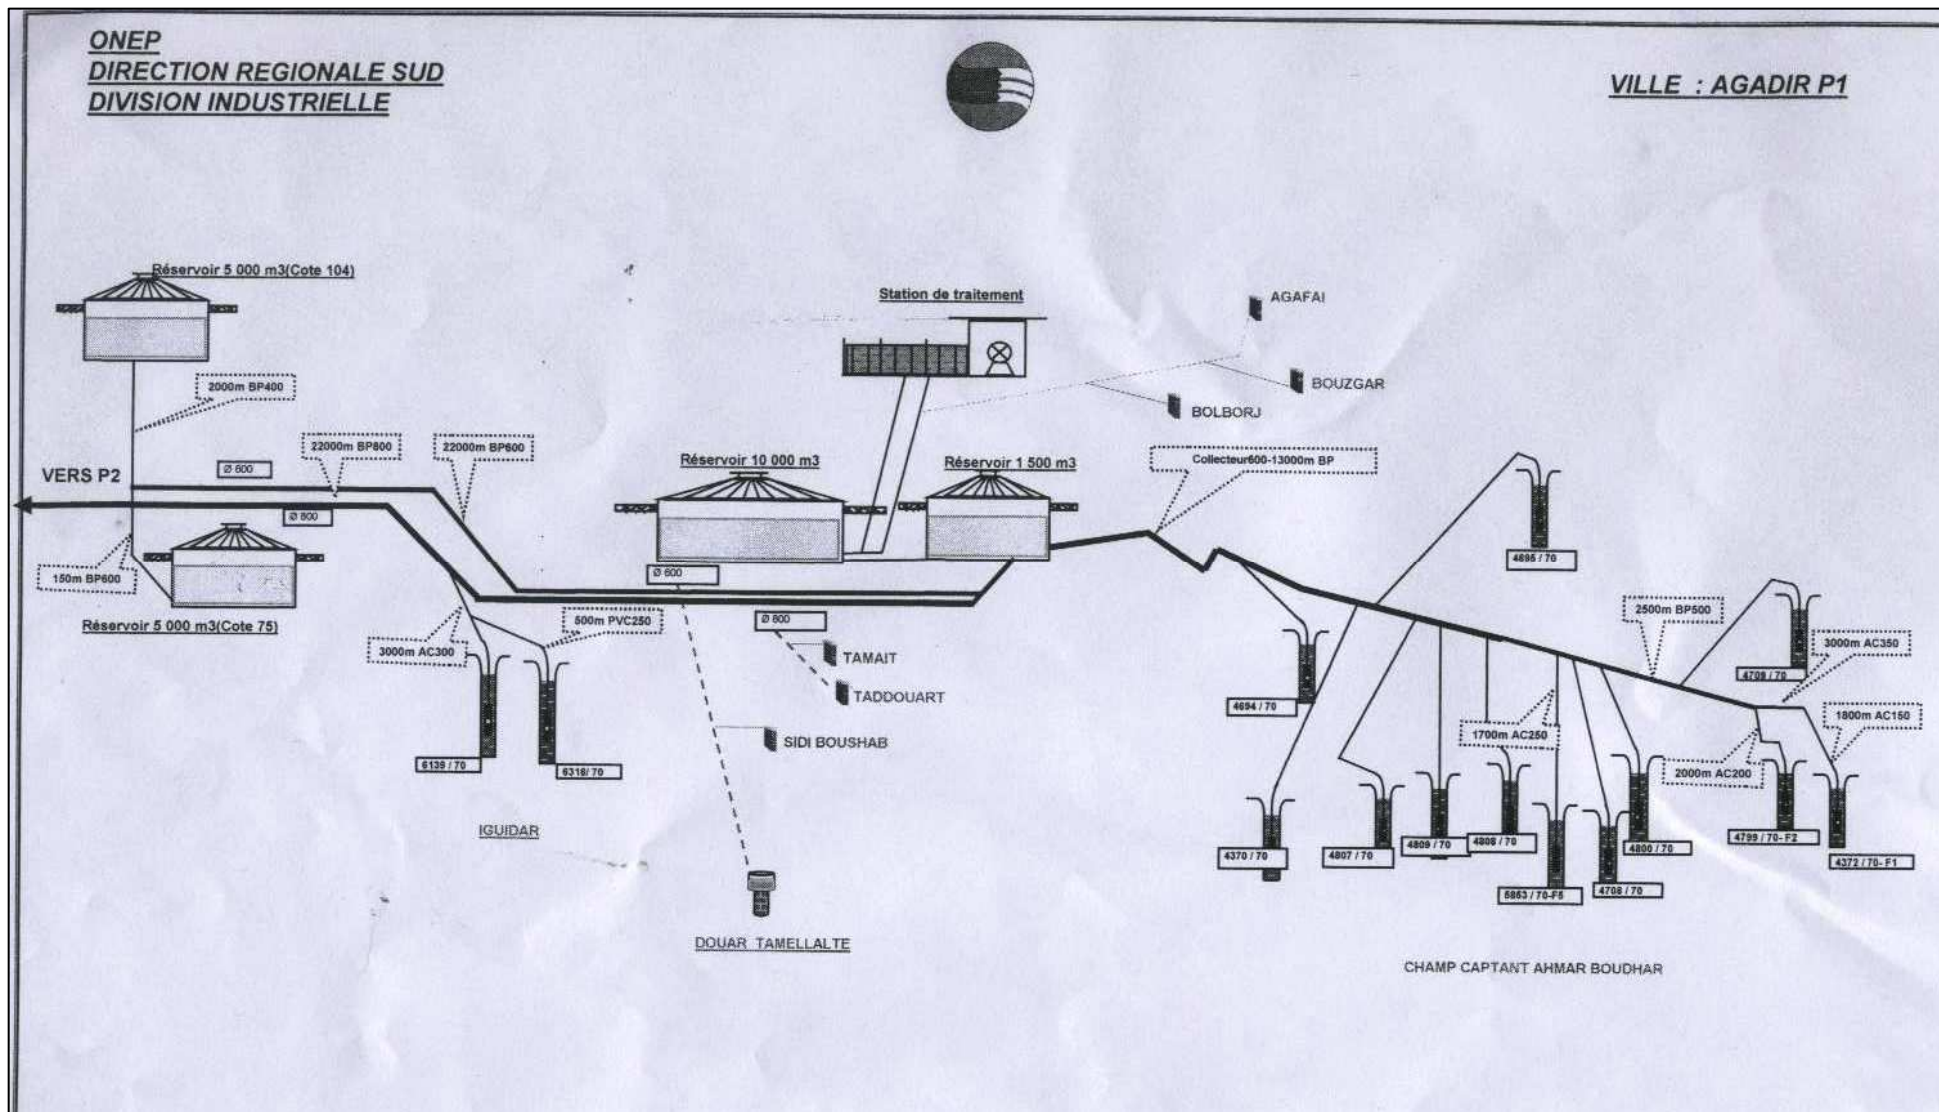 ONEP
DIRECTION REGIONALE SUD
DIVISION INDUSTRIELLE
VILLE : AGADIR P1
Réservoir 5 000 m3(Cote 104)
Station de traitement
AGAFAI
2000m BP400
BOUZGAR
BOLBORJ
22000m BP800
22000m BP600
Réservoir 10 000 m3
Réservoir 1 500 m3
Collecteur600-13000m BP
VERS P2
Ø 600
Ø 800
4695 / 70
150m BP600
Ø 600
Réservoir 5 000 m3(Cote 75)
500m PVC250
Ø 800
2500m BP500
3000m AC300
TAMAIT
3000m AC350
4709 / 70
TADDOUART
4694 / 70
1800m AC150
SIDI BOUSHAB
1700m AC250
6139 / 70
6316/ 70
2000m AC200
IGUIDAR
4370 / 70
4807 / 70
4809 / 70
4808 / 70
4800 / 70
4799 / 70- F2
4372 / 70- F1
5853 / 70-F5
4708 / 70
DOUAR TAMELLALTE
CHAMP CAPTANT AHMAR BOUDHAR